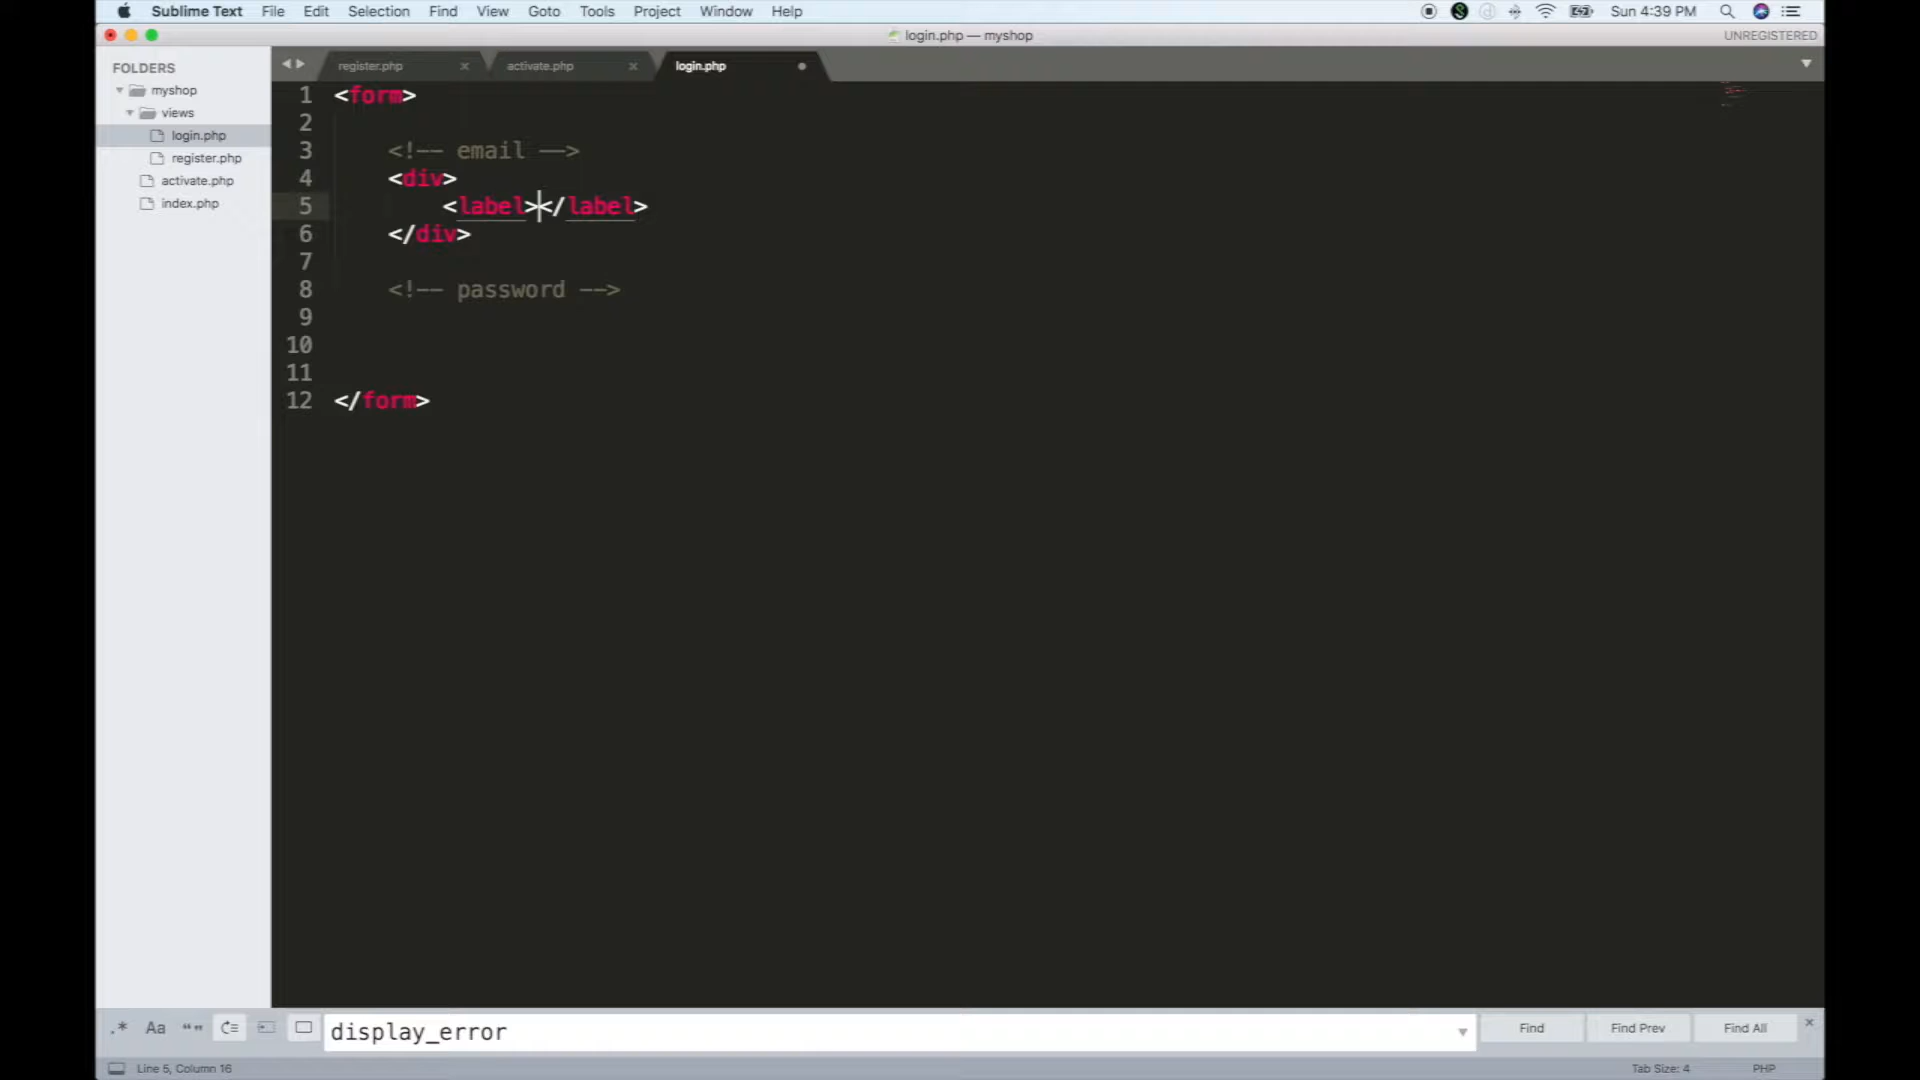 Sublime Text File Edit Selection Find View Goto Tools Project Window Help Sun 4:39 PM
login.php — myshop UNREGISTERED
FOLDERS
myshop
views
login.php
register.php
activate.php
index.php
register.php × activate.php × login.php
1 <form>
2
3 <!-- email -->
4 <div>
5 <label></label>
6 </div>
7
8 <!-- password -->
9
10
11
12 </form>
.* Aa “” display_error Find Find Prev Find All ×
Line 5, Column 16 Tab Size: 4 PHP